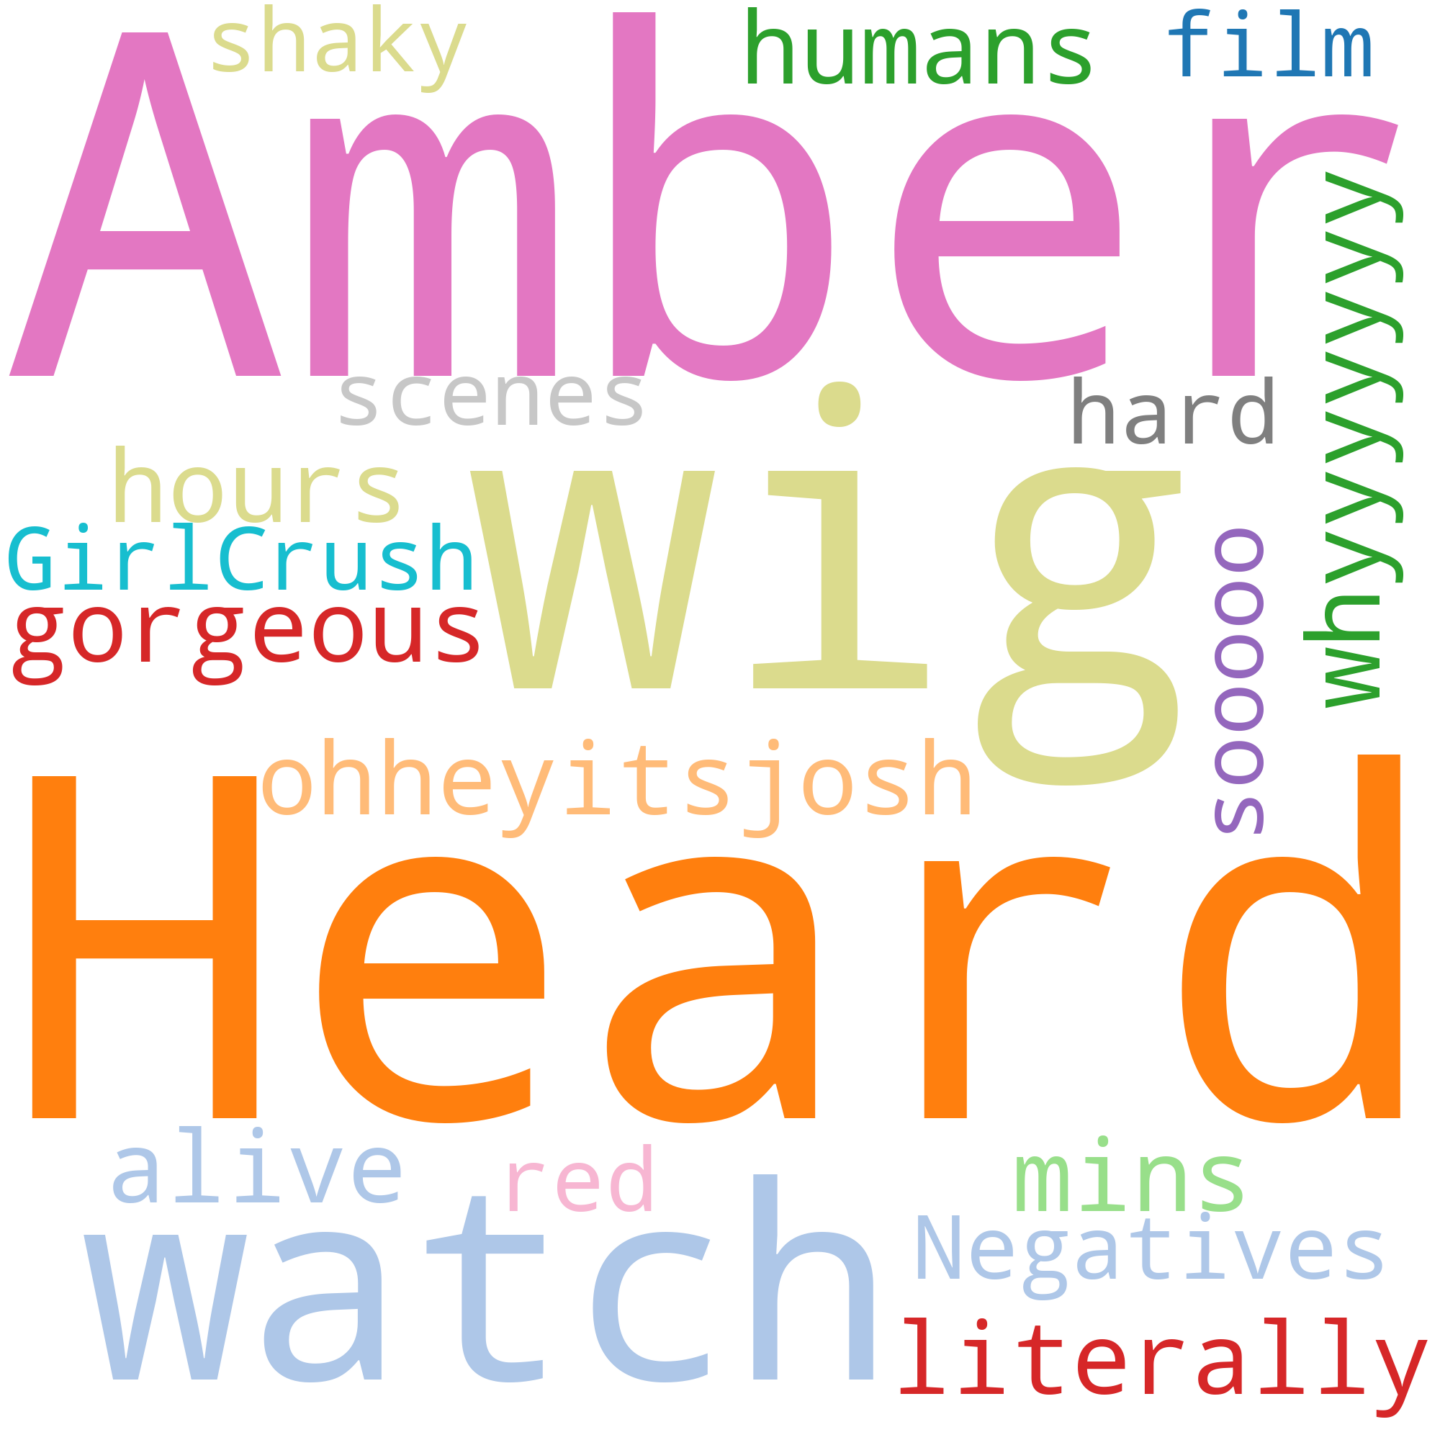 shaky humans film
Amber
whyyyyyyy
scenes hard
wig
hours
GirlCrush
gorgeous
sooooo
ohheyitsjosh
Heard
alive red mins
watch
Negatives
literally